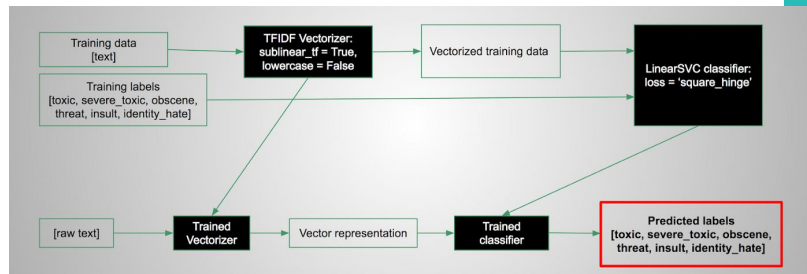 Training data
[text]
TFIDF Vectorizer:
sublinear_tf = True,
lowercase = False
Vectorized training data
LinearSVC classifier:
loss = 'square_hinge'
Training labels
[toxic, severe_toxic, obscene,
threat, insult, identity_hate]
[raw text]
Trained
Vectorizer
Vector representation
Trained
classifier
Predicted labels
[toxic, severe_toxic, obscene,
threat, insult, identity_hate]